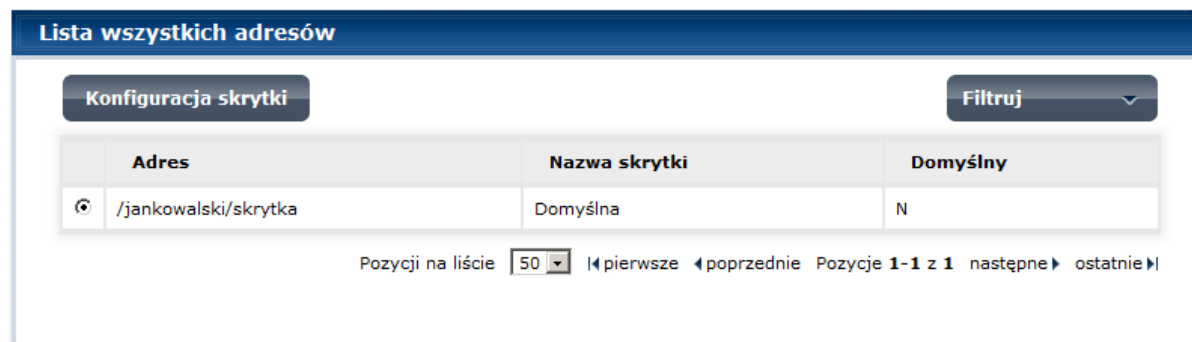 Lista wszystkich adresów
Konfiguracja skrytki Filtruj
Adres Nazwa skrytki Domyślny
/jankowalski/skrytka Domyślna N
Pozycji na liście 50 pierwsze poprzednie Pozycje 1-1 z 1 następne ostatnie